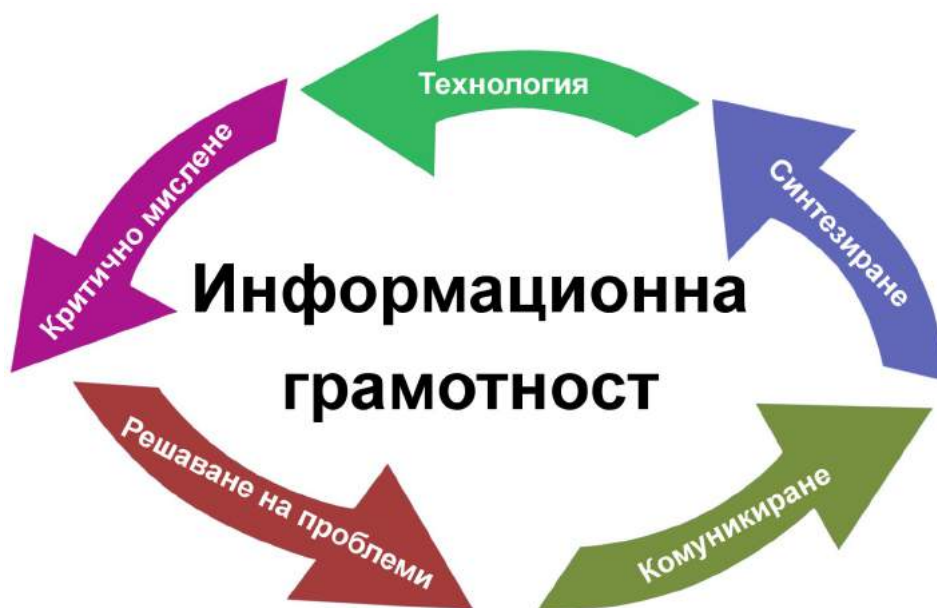 Технология
Синтезиране
Критично мислене
Информационна
грамотност
Решаване на проблеми
Комуникиране